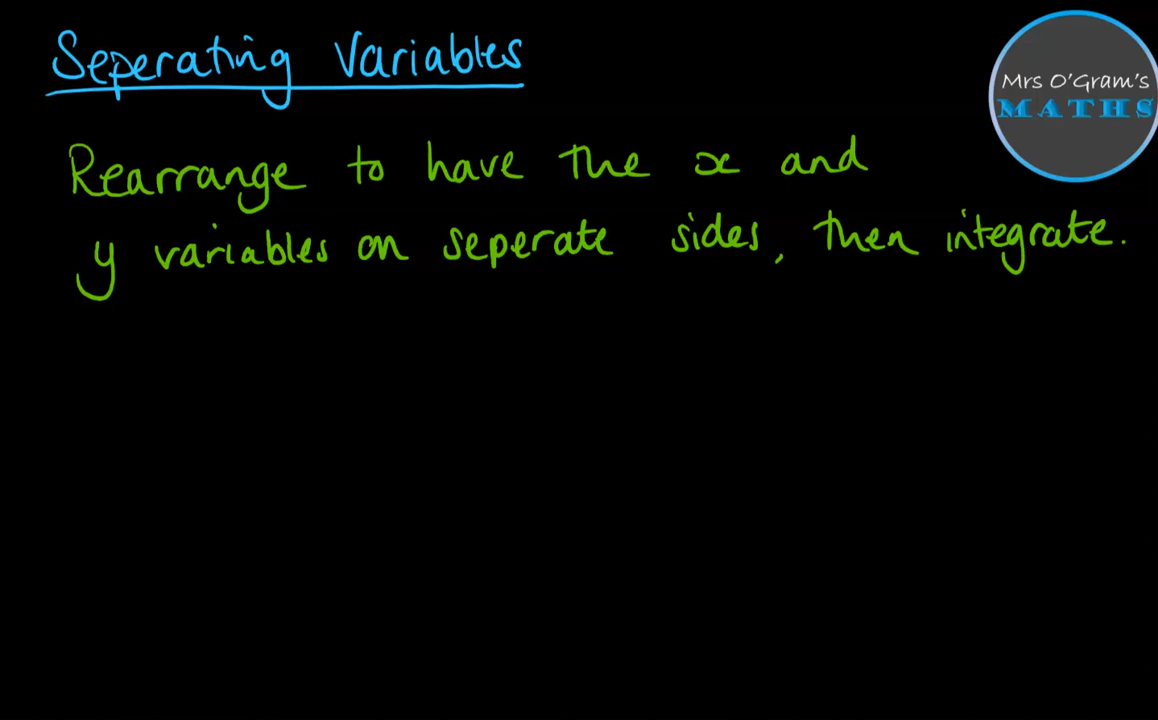 Seperating Variables
Mrs O'Gram's
MATHS
Rearrange to have the x and
y variables on seperate sides, then integrate.